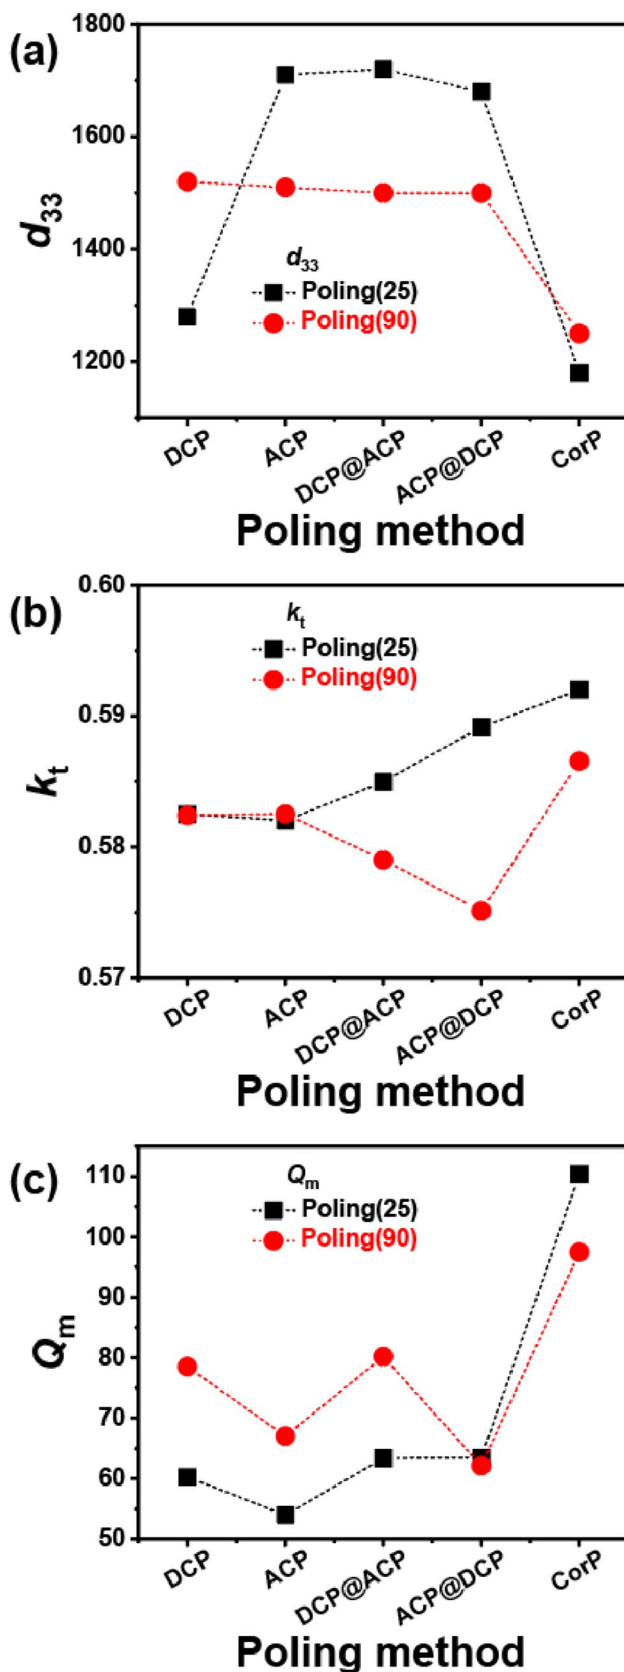 (a)
1800
1600
1400
1200
d33
d33
Poling(25)
Poling(90)
DCP
ACP
DCP@ACP
ACP@DCP
CorP
Poling method
(b)
0.60
0.59
0.58
0.57
kt
kt
Poling(25)
Poling(90)
DCP
ACP
DCP@ACP
ACP@DCP
CorP
Poling method
(c)
110
100
90
80
70
60
50
Qm
Qm
Poling(25)
Poling(90)
DCP
ACP
DCP@ACP
ACP@DCP
CorP
Poling method